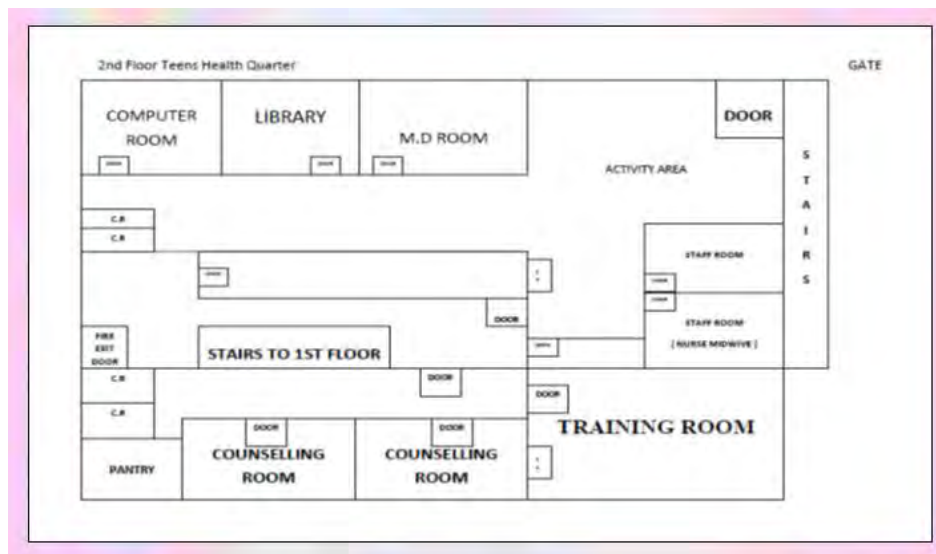 2nd Floor Teens Health Quarter
GATE
COMPUTER
ROOM
LIBRARY
M.D ROOM
DOOR
ACTIVITY AREA
S
T
A
I
R
S
C.R
C.R
STAFF ROOM
DOOR
STAFF ROOM
[ NURSE MIDWIVE ]
FIRE
EXIT
DOOR
STAIRS TO 1ST FLOOR
C.R
DOOR
DOOR
C.R
DOOR
DOOR
TRAINING ROOM
PANTRY
COUNSELLING
ROOM
COUNSELLING
ROOM